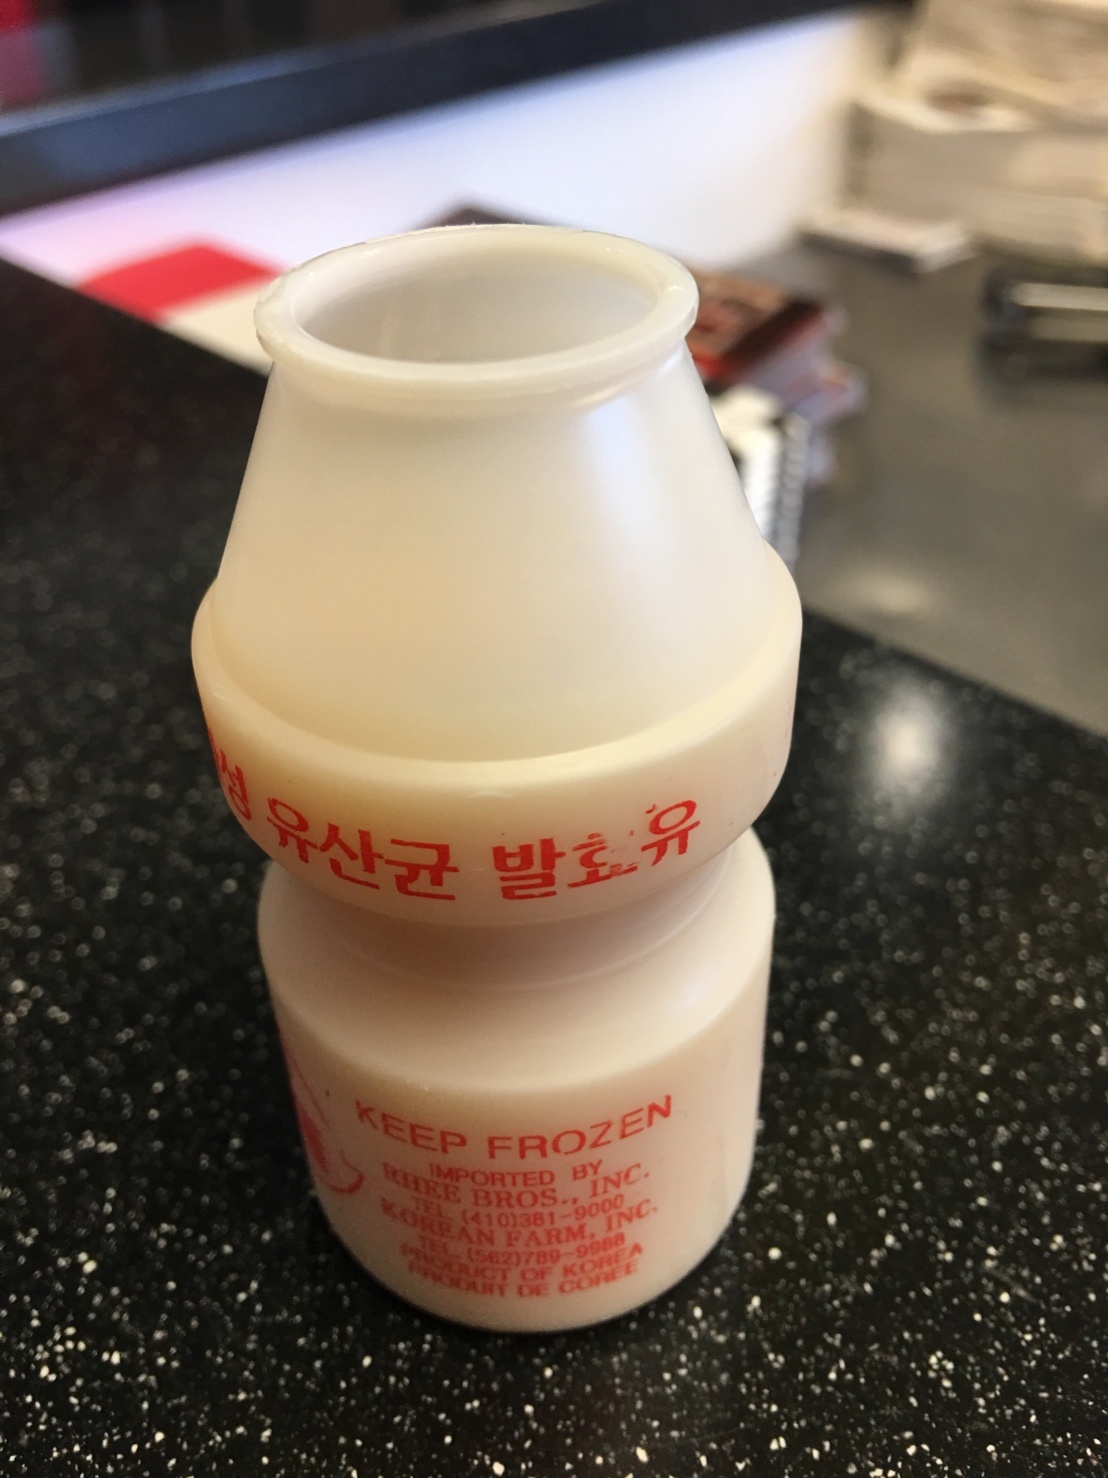 유산균 발효유
KEEP FROZEN
IMPORTED BY
RHEE BROS., INC.
TEL. (410)381-9000
KOREAN FARM, INC.
TEL. (562)789-9988
PRODUCT OF KOREA
PRODUIT DE COREE